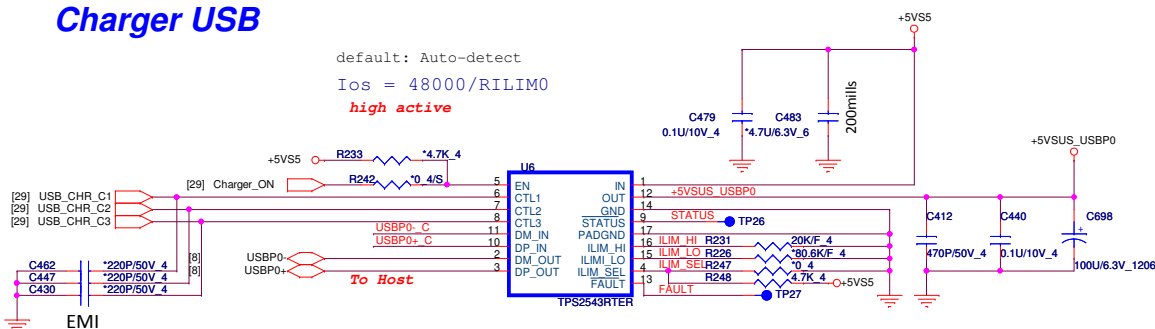 Charger USB
default: Auto-detect
Ios = 48000/RILIM0
high active
+5VS5
C479
0.1U/10V_4
C483
*4.7U/6.3V_6
200mills
+5VSUS_USBP0
+5VS5
R233
*4.7K_4
[29] Charger_ON
R242
*0_4/S
[29] USB_CHR_C1
[29] USB_CHR_C2
[29] USB_CHR_C3
USBP0-_C
USBP0+_C
[8] USBP0-
[8] USBP0+
To Host
C462
*220P/50V_4
C447
*220P/50V_4
C430
*220P/50V_4
EMI
U6
5 EN
6 CTL1
7 CTL2
8 CTL3
11 DM_IN
10 DP_IN
2 DM_OUT
3 DP_OUT
IN 1
OUT 12
GND 14
STATUS 9
PADGND 17
ILIM_HI 16
ILIMI_LO 15
ILIM_SEL 4
FAULT 13
TPS2543RTER
+5VSUS_USBP0
STATUS
TP26
ILIM_HI
R231
20K/F_4
ILIM_LO
R226
*80.6K/F_4
ILIM_SEL
R247
*0_4
R248
4.7K_4
+5VS5
FAULT
TP27
C412
470P/50V_4
C440
0.1U/10V_4
C698
+
100U/6.3V_1206